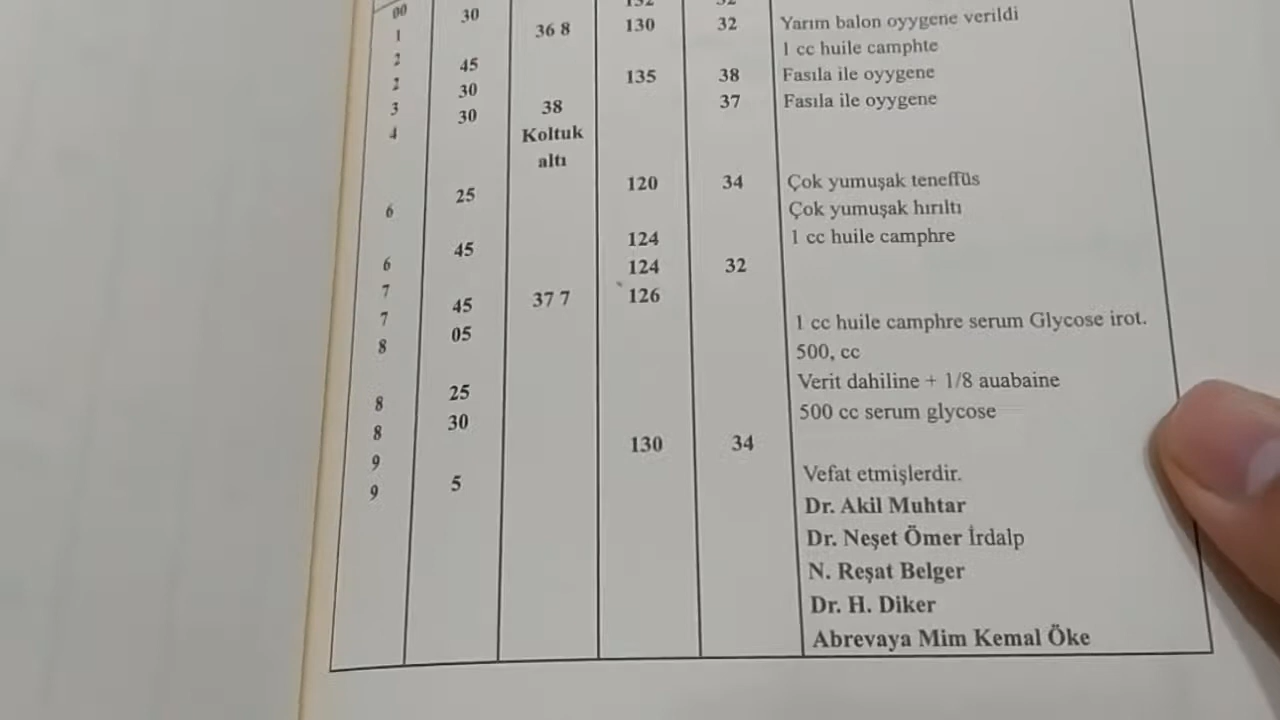 132 32
00 30 36 8 130 32 Yarım balon oyygene verildi
1 1 cc huile camphte
2 45 135 38 Fasıla ile oyygene
2 30 37 Fasıla ile oyygene
3 30 38
4 Koltuk
altı
25 120 34 Çok yumuşak teneffüs
6 Çok yumuşak hırıltı
45 124 1 cc huile camphre
6 124 32
7 45 37 7 126
7 05 1 cc huile camphre serum Glycose irot.
8 500, cc
8 25 Verit dahiline + 1/8 auabaine
8 30 500 cc serum glycose
9 130 34
9 5 Vefat etmişlerdir.
Dr. Akil Muhtar
Dr. Neşet Ömer İrdalp
N. Reşat Belger
Dr. H. Diker
Abrevaya Mim Kemal Öke